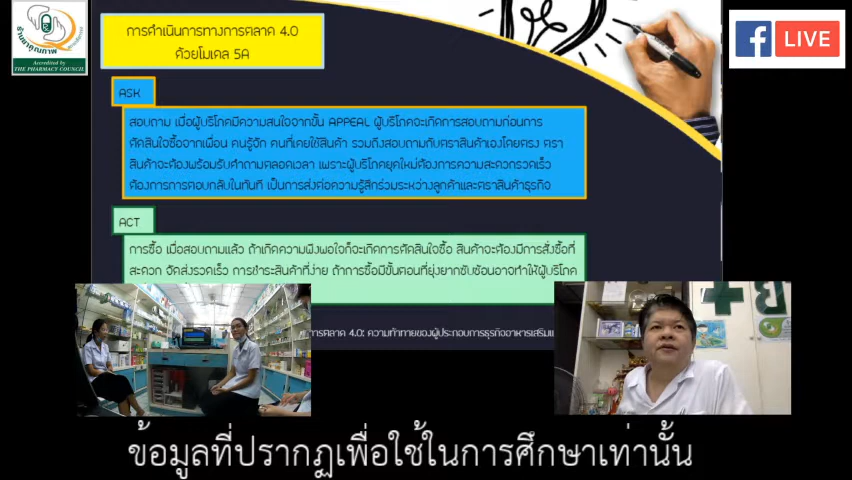 ร้านยาคุณภาพ
Accredited by
THE PHARMACY COUNCIL
การดำเนินการทางการตลาด 4.0
ด้วยโมเดล 5A
LIVE
ASK
สอบถาม เมื่อผู้บริโภคมีความสนใจจากขั้น APPEAL ผู้บริโภคจะเกิดการสอบถามก่อนการ
ตัดสินใจซื้อจากเพื่อน คนรู้จัก คนที่เคยใช้สินค้า รวมถึงสอบถามกับตราสินค้าเองโดยตรง ตรา
สินค้าจะต้องพร้อมรับคำถามตลอดเวลา เพราะผู้บริโภคยุคใหม่ต้องการความสะดวกรวดเร็ว
ต้องการการตอบกลับในทันที เป็นการส่งต่อความรู้สึกร่วมระหว่างลูกค้าและตราสินค้าธุรกิจ
ACT
การซื้อ เมื่อสอบถามแล้ว ถ้าเกิดความพึงพอใจก็จะเกิดการตัดสินใจซื้อ สินค้าจะต้องมีการสั่งซื้อที่
สะดวก จัดส่งรวดเร็ว การชำระสินค้าที่ง่าย ถ้าการซื้อมีขั้นตอนที่ยุ่งยากซับซ้อนอาจทำให้ผู้บริโภค
การตลาด 4.0: ความท้าทายของผู้ประกอบการธุรกิจอาหารเสริม
ข้อมูลที่ปรากฏเพื่อใช้ในการศึกษาเท่านั้น